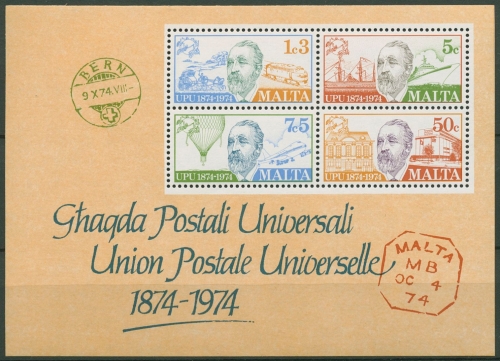 BERN
9 X 74. VIII-
1c3
UPU 1874-1974
MALTA
5c
UPU 1874-1974
MALTA
7c5
UPU 1874-1974
MALTA
50c
UPU 1874-1974
MALTA
Għaqda Postali Universali
Union Postale Universelle
1874-1974
MALTA
MB
OC 4
74